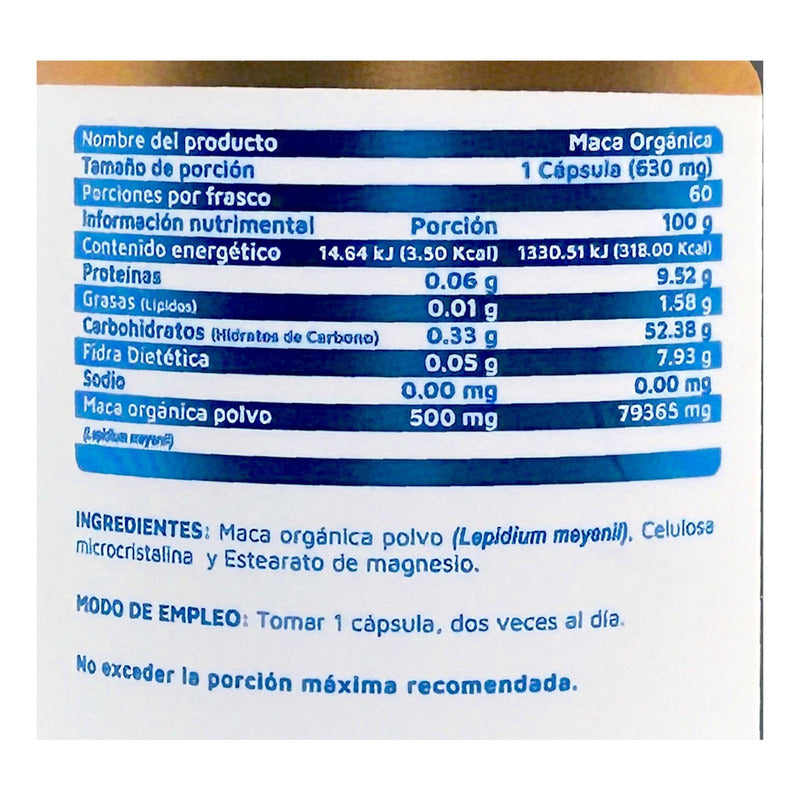 Nombre del producto Maca Orgánica
Tamaño de porción 1 Cápsula (630 mg)
Porciones por frasco 60
Información nutrimental Porción 100 g
Contenido energético 14.64 kJ (3.50 Kcal) 1330.51 kJ (318.00 Kcal)
Proteínas 0.06 g 9.52 g
Grasas (Lípidos) 0.01 g 1.58 g
Carbohidratos (Hidratos de Carbono) 0.33 g 52.38 g
Fidra Dietética 0.05 g 7.93 g
Sodio 0.00 mg 0.00 mg
Maca orgánica polvo 500 mg 79365 mg
(Lepidium meyenii)
INGREDIENTES: Maca orgánica polvo (Lepidium meyenii). Celulosa
microcristalina y Estearato de magnesio.
MODO DE EMPLEO: Tomar 1 cápsula, dos veces al día.
No exceder la porción máxima recomendada.